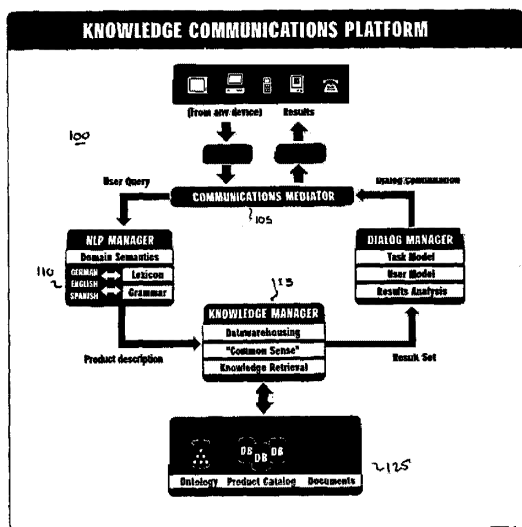 KNOWLEDGE COMMUNICATIONS PLATFORM
(From any device) Results
100
User Query
Dialog Continuation
COMMUNICATIONS MEDIATOR
105
NLP MANAGER
Domain Semantics
GERMAN
ENGLISH
SPANISH
Lexicon
Grammar
110
DIALOG MANAGER
Task Model
User Model
Results Analysis
115
KNOWLEDGE MANAGER
Datawarehousing
"Common Sense"
Knowledge Retrieval
Product description
Result Set
DB DB DB
Ontology Product Catalog Documents
125